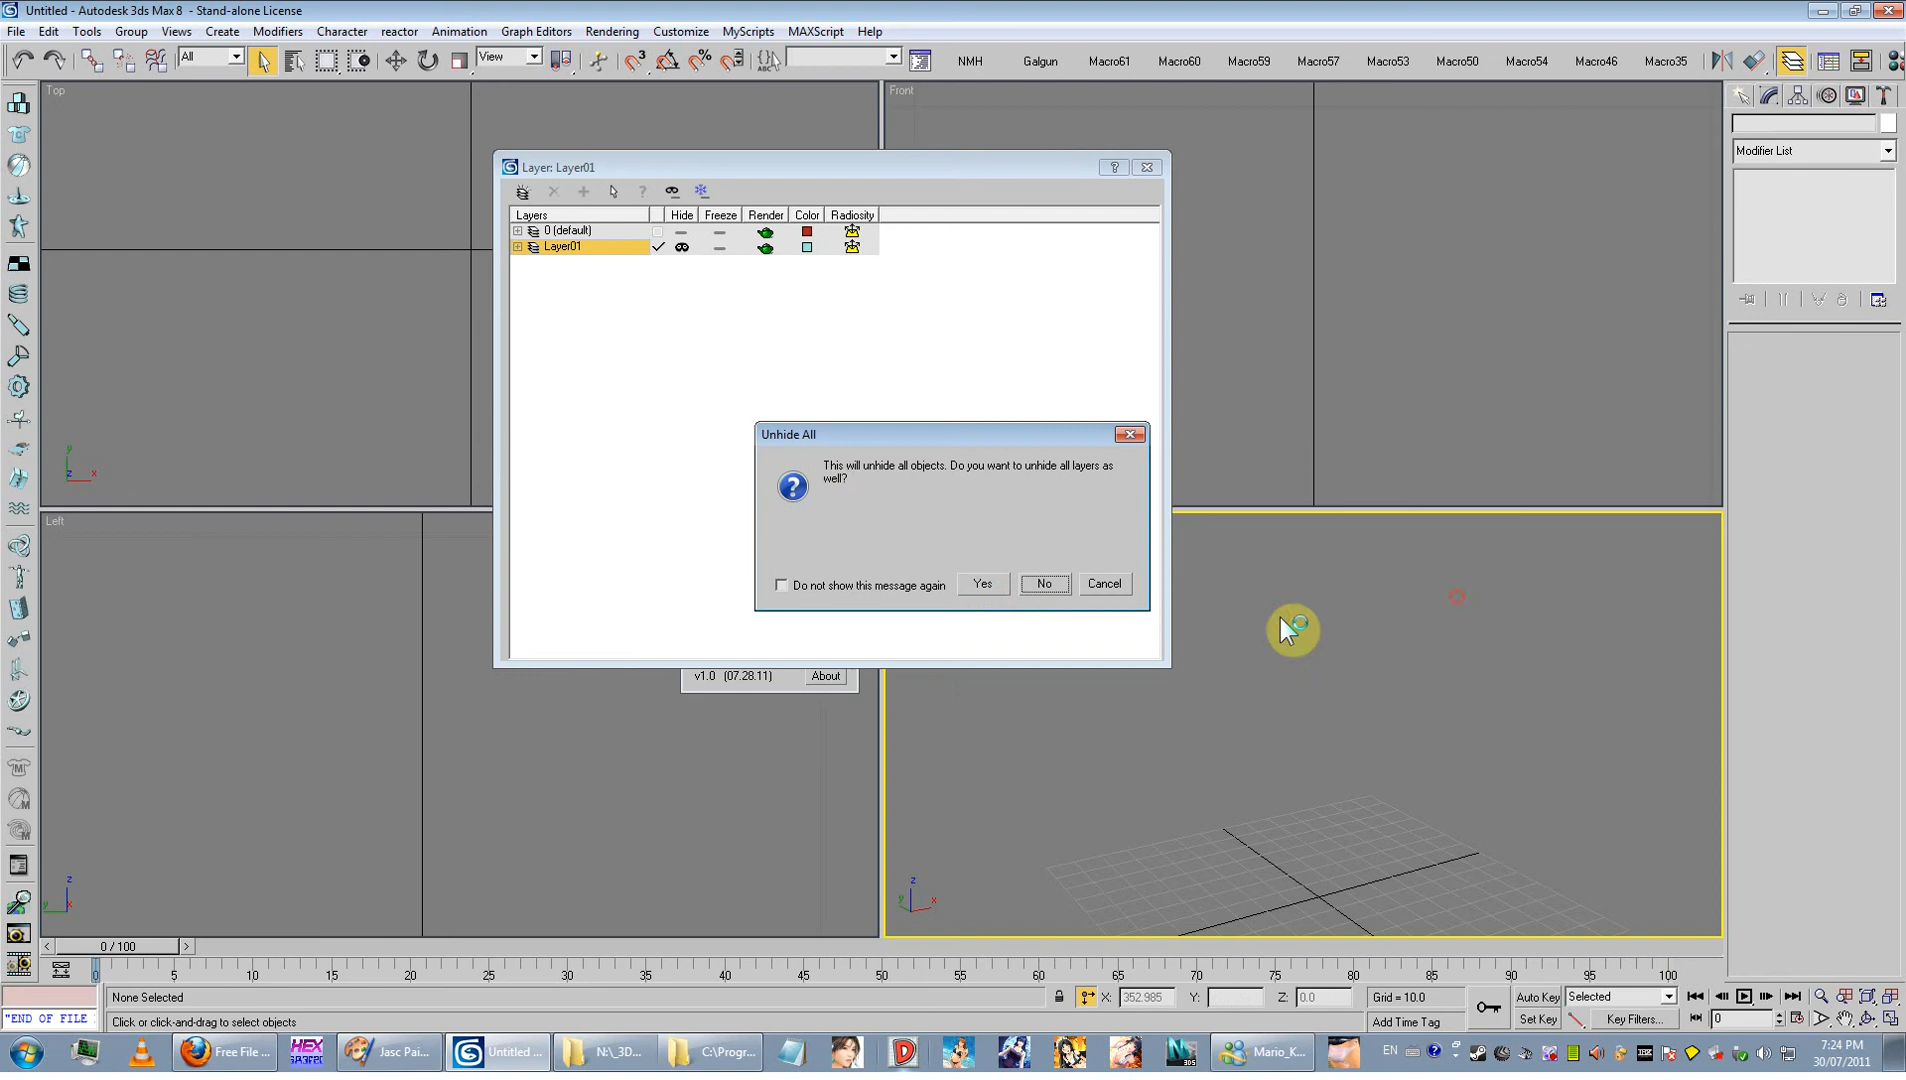 Untitled - Autodesk 3ds Max 8 - Stand-alone License
File Edit Tools Group Views Create Modifiers Character reactor Animation Graph Editors Rendering Customize MyScripts MAXScript Help
All View NMH Galgun Macro61 Macro60 Macro59 Macro57 Macro53 Macro50 Macro54 Macro46 Macro35
Top
Front
Modifier List
Layer: Layer01
Layers Hide Freeze Render Color Radiosity
0 (default)
Layer01
Unhide All
This will unhide all objects. Do you want to unhide all layers as
well?
Do not show this message again Yes No Cancel
Left
v1.0 (07.28.11) About
0 / 100
0 5 10 15 20 25 30 35 40 45 50 55 60 65 70 75 80 85 90 95 100
None Selected X: 352.985 Y: Z: 0.0 Grid = 10.0 Auto Key Selected
"END OF FILE Click or click-and-drag to select objects Add Time Tag Set Key Key Filters... 0
Free File ... Jasc Pai... Untitled ... N:\_3D... C:\Progr... Mario_K... EN 7:24 PM
30/07/2011